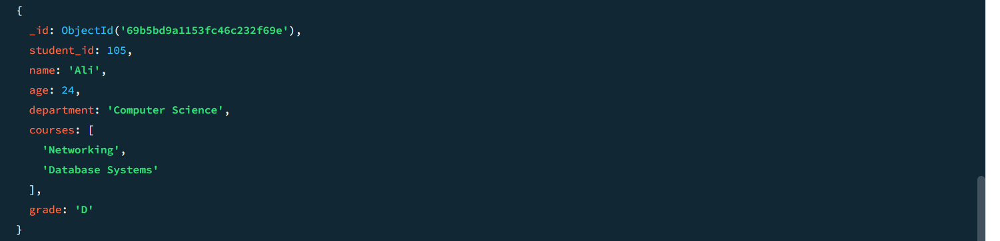 {
_id: ObjectId('69b5bd9a1153fc46c232f69e'),
student_id: 105,
name: 'Ali',
age: 24,
department: 'Computer Science',
courses: [
'Networking',
'Database Systems'
],
grade: 'D'
}